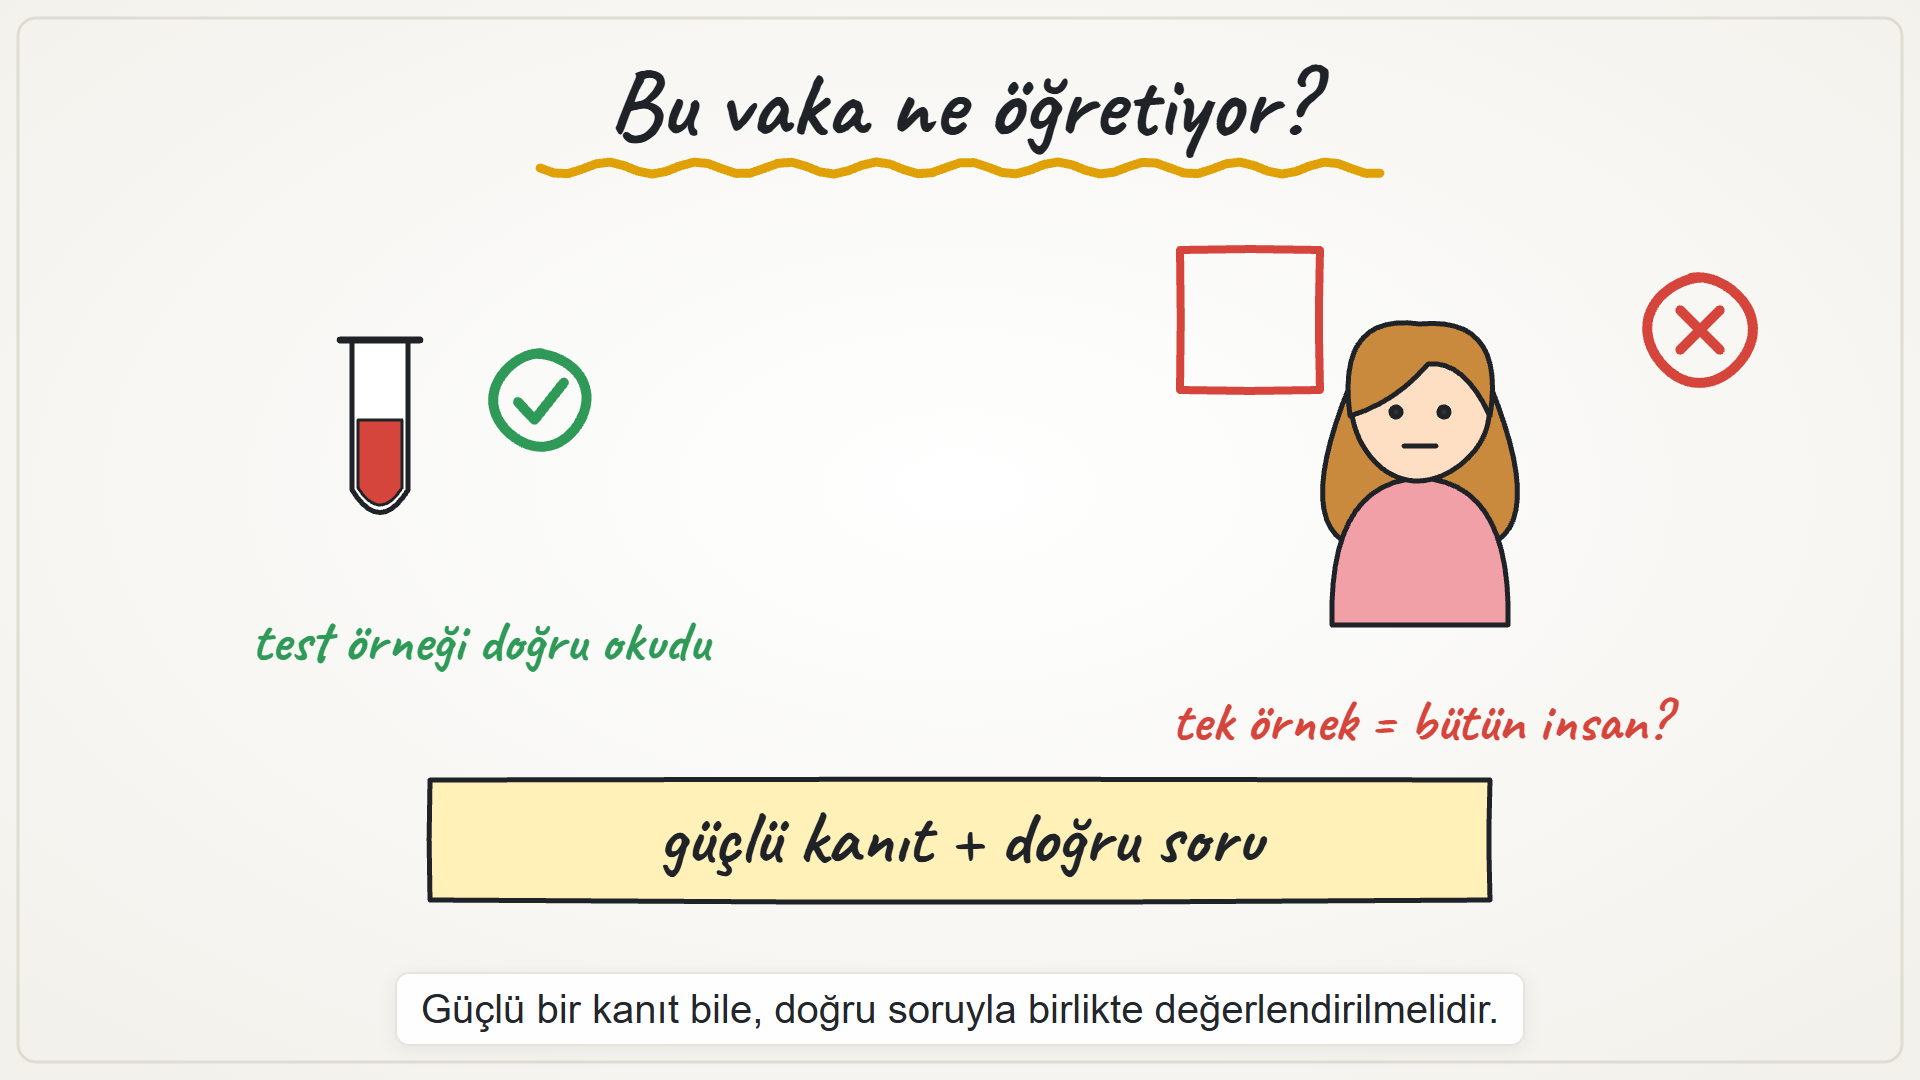 Bu vaka ne öğretiyor?
test örneği doğru okudu
tek örnek = bütün insan?
güçlü kanıt + doğru soru
Güçlü bir kanıt bile, doğru soruyla birlikte değerlendirilmelidir.